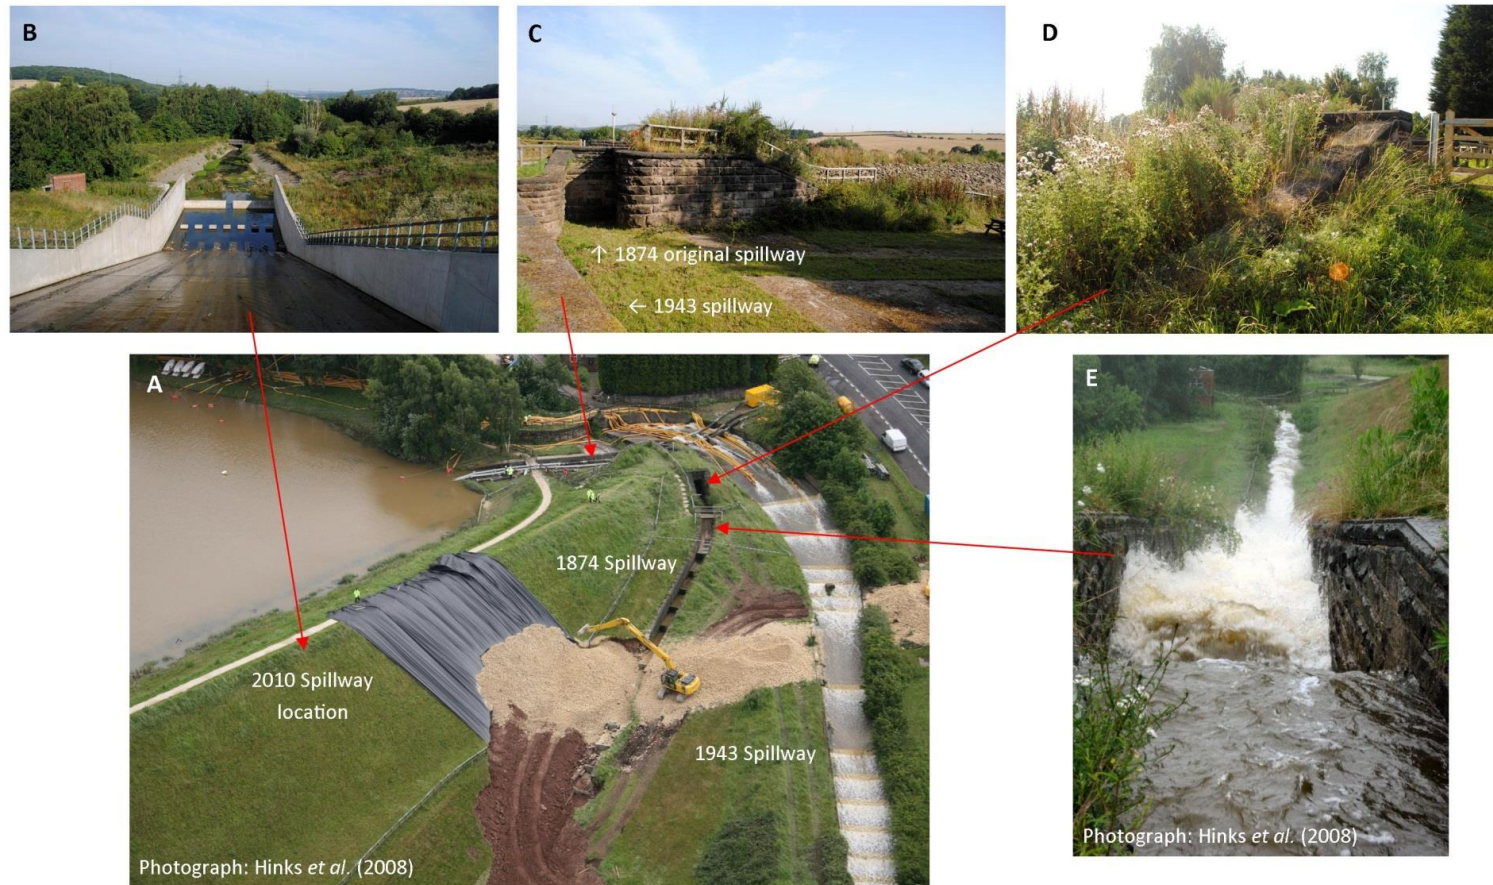 B
C
D
↑ 1874 original spillway
← 1943 spillway
A
E
1874 Spillway
2010 Spillway
location
1943 Spillway
Photograph: Hinks et al. (2008)
Photograph: Hinks et al. (2008)